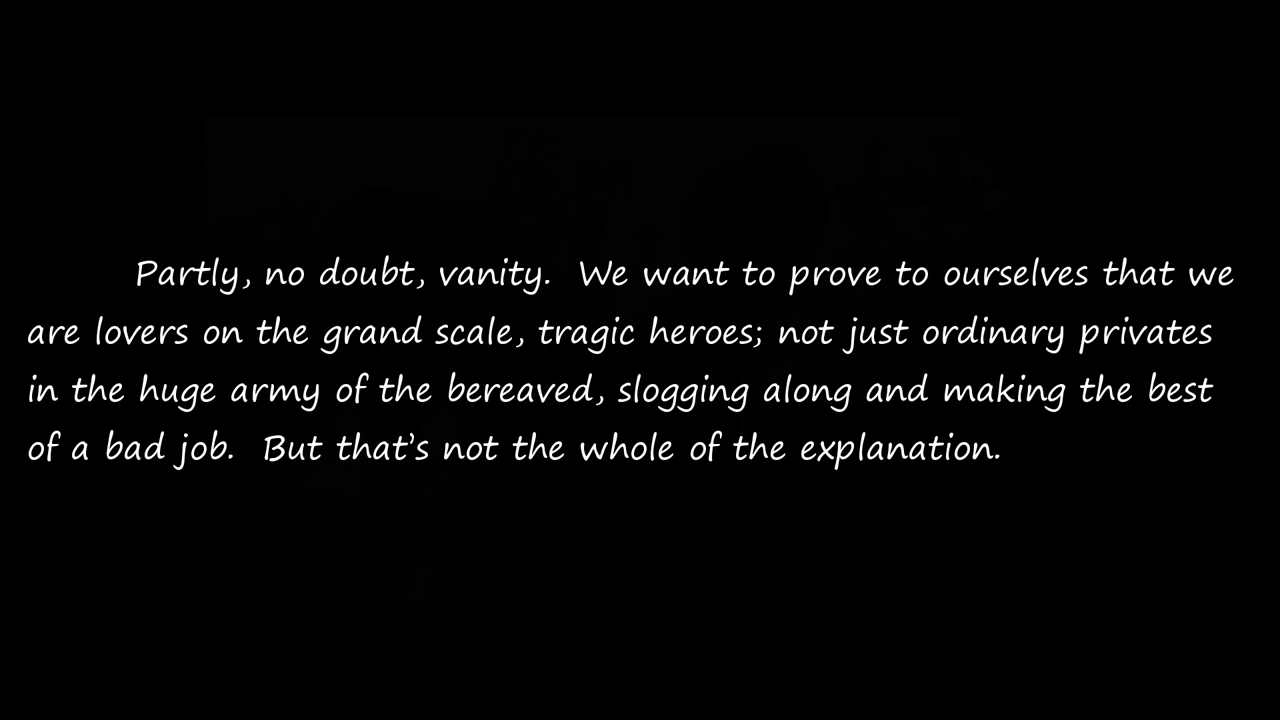 Partly, no doubt, vanity.  We want to prove to ourselves that we
are lovers on the grand scale, tragic heroes; not just ordinary privates
in the huge army of the bereaved, slogging along and making the best
of a bad job.  But that’s not the whole of the explanation.